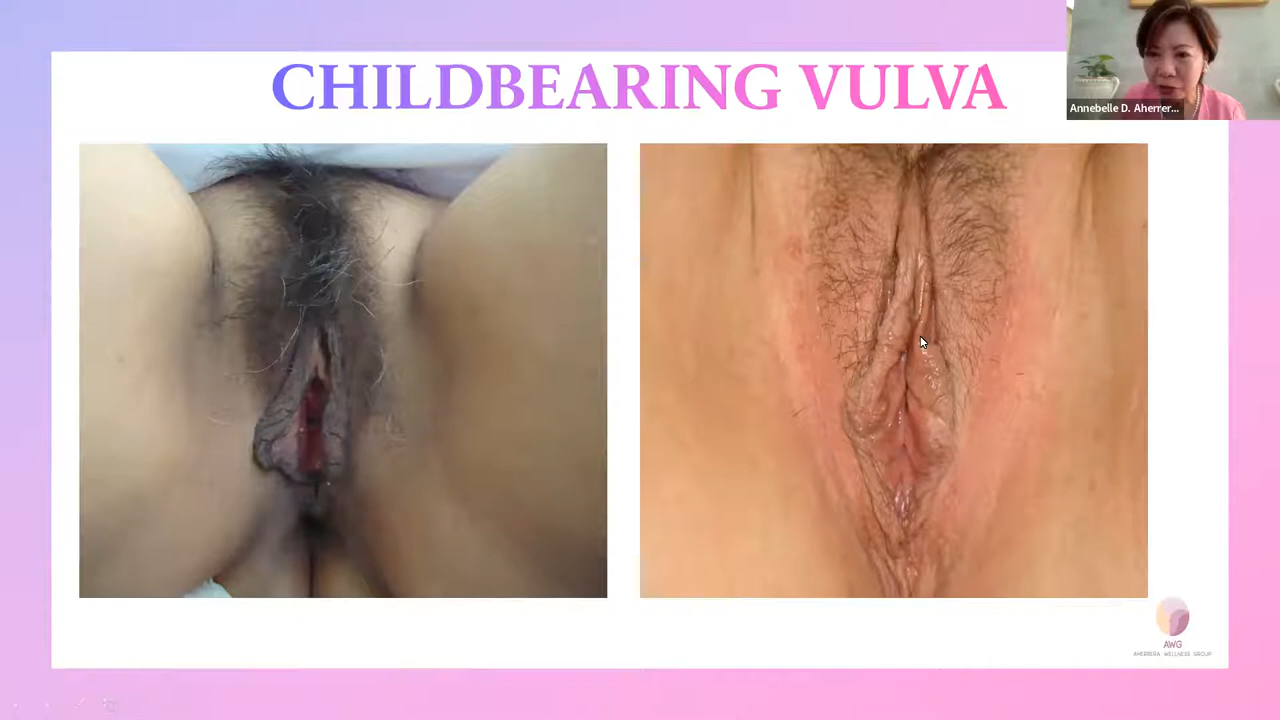 CHILDBEARING VULVA
Annebelle D. Aherrer...
AWG
AHERRERA WELLNESS GROUP